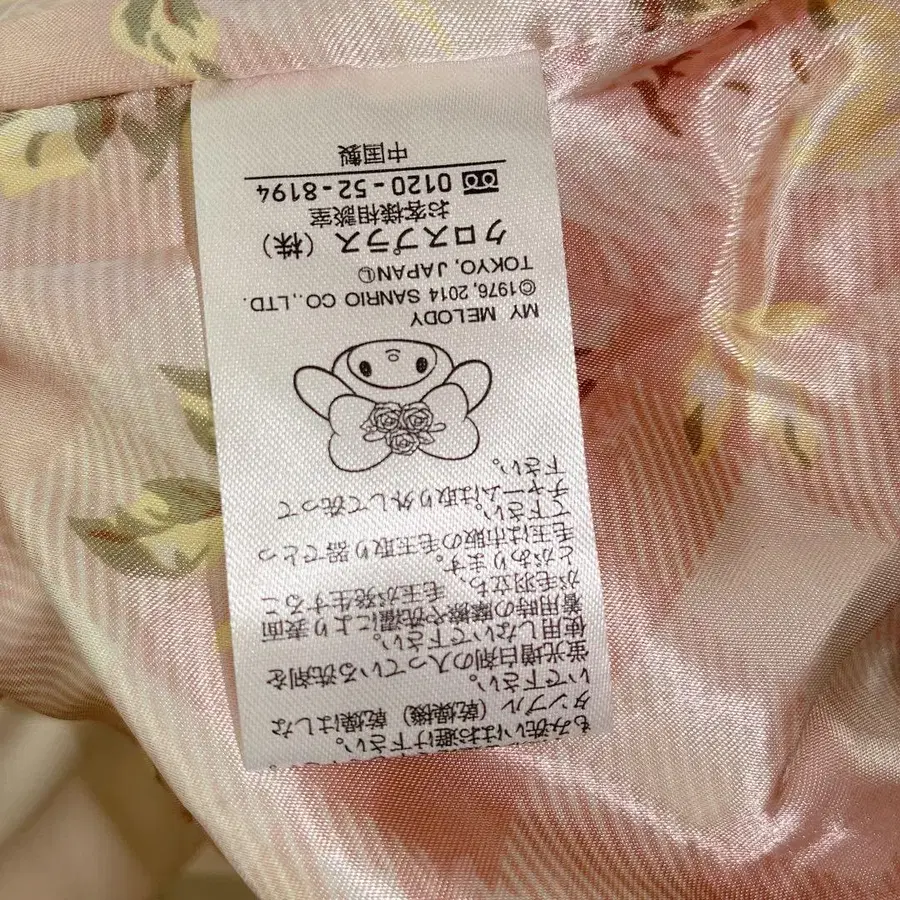 もみ洗いはお避け下さい。
タンブル（乾燥機）乾燥はしな
いで下さい。
蛍光増白剤の入っている洗剤を
使用しないで下さい。
着用時の摩擦や洗濯により表面
が毛羽立ち、毛玉が発生するこ
とがあります。
毛玉は市販の毛玉取り器でとっ
て下さい。
チャームは取り外して洗って
下さい。
MY MELODY
©1976, 2014 SANRIO CO.,LTD.
TOKYO, JAPANⓁ
クロスプラス（株）
お客様相談室
0120-52-8194
中国製